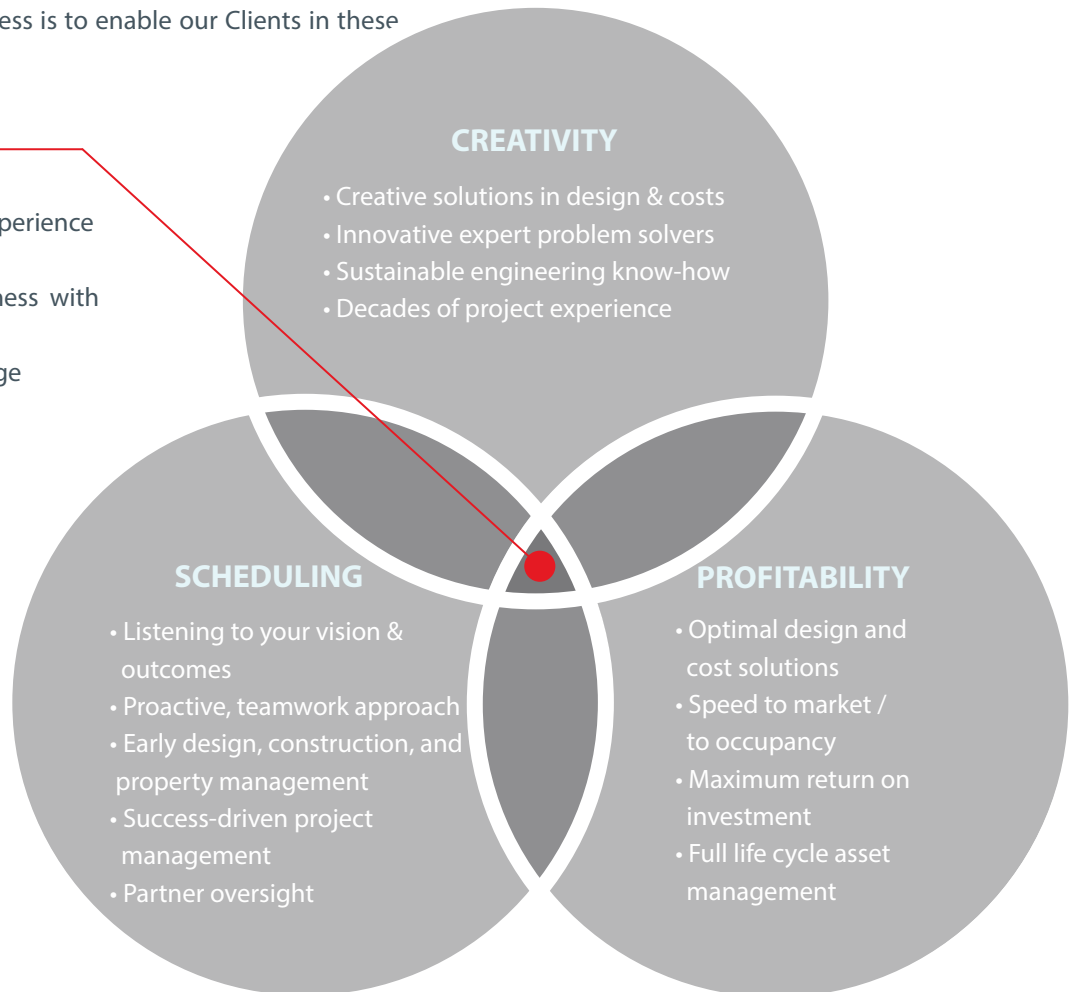 ess is to enable our Clients in these
perience
ness with
ge
CREATIVITY
• Creative solutions in design & costs
• Innovative expert problem solvers
• Sustainable engineering know-how
• Decades of project experience
SCHEDULING
• Listening to your vision &
outcomes
• Proactive, teamwork approach
• Early design, construction, and
property management
• Success-driven project
management
• Partner oversight
PROFITABILITY
• Optimal design and
cost solutions
• Speed to market /
to occupancy
• Maximum return on
investment
• Full life cycle asset
management